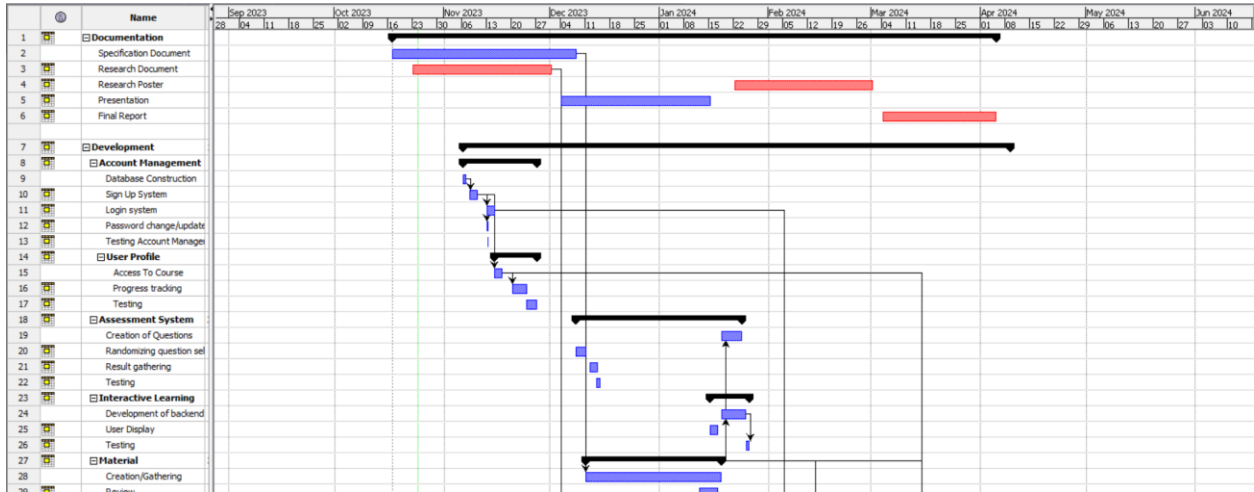 Name
Sep 2023 Oct 2023 Nov 2023 Dec 2023 Jan 2024 Feb 2024 Mar 2024 Apr 2024 May 2024 Jun 2024
28 04 11 18 25 02 09 16 23 30 06 13 20 27 04 11 18 25 01 08 15 22 29 05 12 19 26 04 11 18 25 01 08 15 22 29 06 13 20 27 03 10
1 Documentation
2 Specification Document
3 Research Document
4 Research Poster
5 Presentation
6 Final Report
7 Development
8 Account Management
9 Database Construction
10 Sign Up System
11 Login system
12 Password change/update
13 Testing Account Manager
14 User Profile
15 Access To Course
16 Progress tracking
17 Testing
18 Assessment System
19 Creation of Questions
20 Randomizing question sel
21 Result gathering
22 Testing
23 Interactive Learning
24 Development of backend
25 User Display
26 Testing
27 Material
28 Creation/Gathering
29 Review